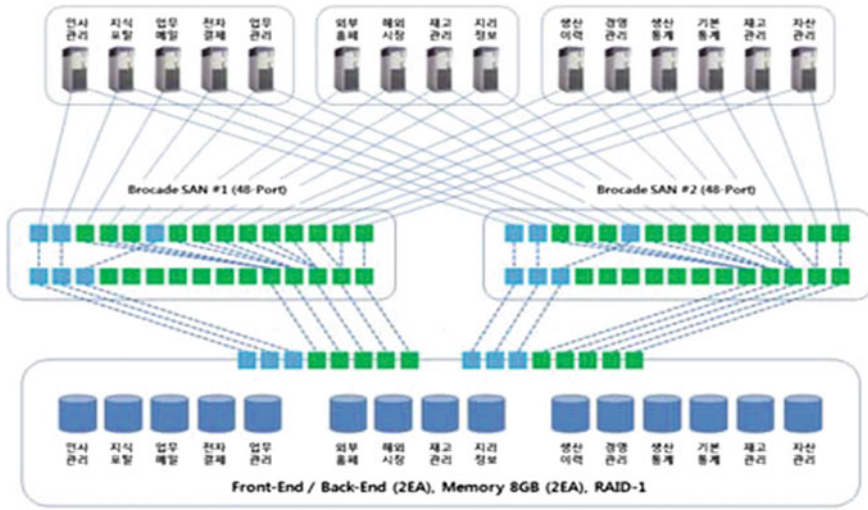 인사 지식 업무 전자 업무 외부 해외 재고 지리 생산 경영 생산 기본 재고 자산
관리 포탈 메일 결제 관리 홈페 시장 관리 정보 이력 관리 통계 통계 관리 관리
Brocade SAN #1 (48-Port) Brocade SAN #2 (48-Port)
인사 지식 업무 전자 업무 외부 해외 재고 지리 생산 경영 생산 기본 재고 자산
관리 포탈 메일 결제 관리 홈페 시장 관리 정보 이력 관리 통계 통계 관리 관리
Front-End / Back-End (2EA), Memory 8GB (2EA), RAID-1